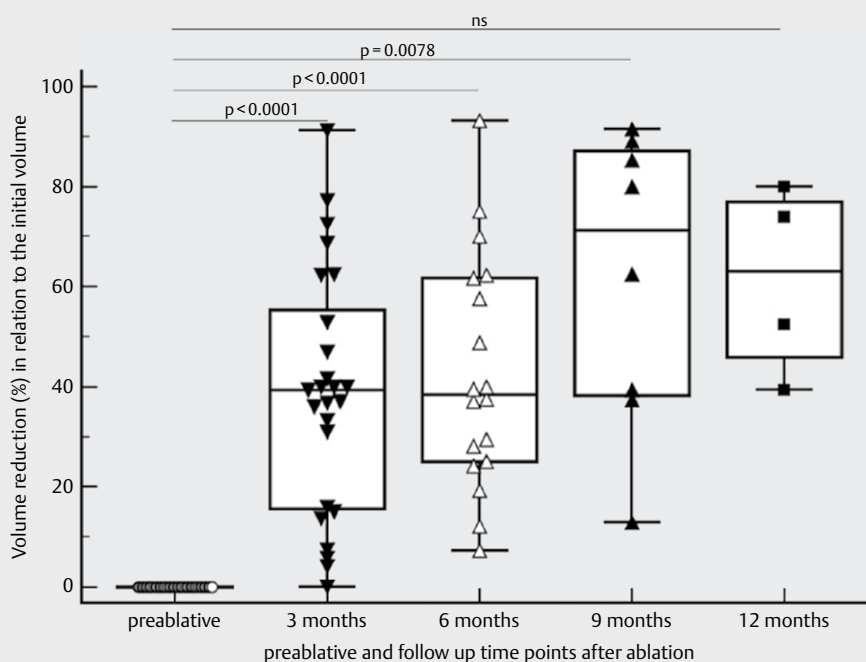 ns
p = 0.0078
p < 0.0001
p < 0.0001
Volume reduction (%) in relation to the initial volume
100
80
60
40
20
0
preablative
3 months
6 months
9 months
12 months
preablative and follow up time points after ablation